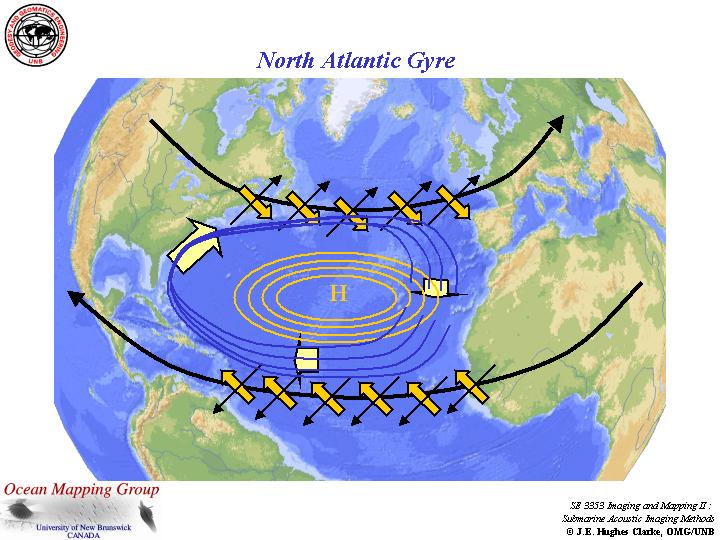 GEODESY AND GEOMATICS ENGINEERING
UNB
North Atlantic Gyre
H
Ocean Mapping Group
University of New Brunswick
CANADA
SE 3353 Imaging and Mapping II :
Submarine Acoustic Imaging Methods
© J.E. Hughes Clarke, OMG/UNB